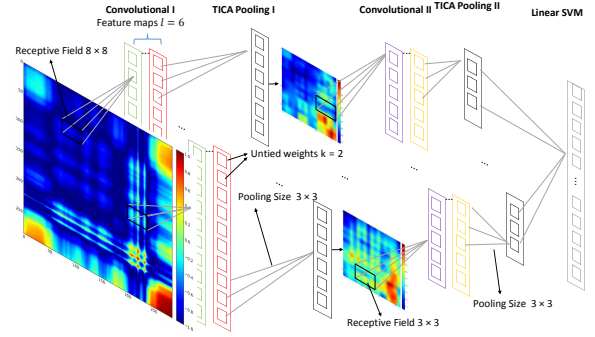 Convolutional I
TICA Pooling I
Convolutional II
TICA Pooling II
Linear SVM
Feature maps l = 6
Receptive Field 8 × 8
...
Untied weights k = 2
Pooling Size 3 × 3
Pooling Size 3 × 3
Receptive Field 3 × 3